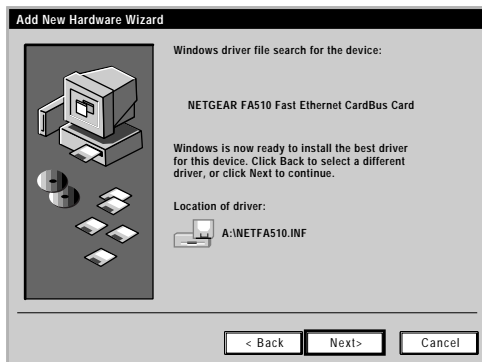 Add New Hardware Wizard
Windows driver file search for the device:
NETGEAR FA510 Fast Ethernet CardBus Card
Windows is now ready to install the best driver
for this device. Click Back to select a different
driver, or click Next to continue.
Location of driver:
A:\NETFA510.INF
< Back
Next>
Cancel